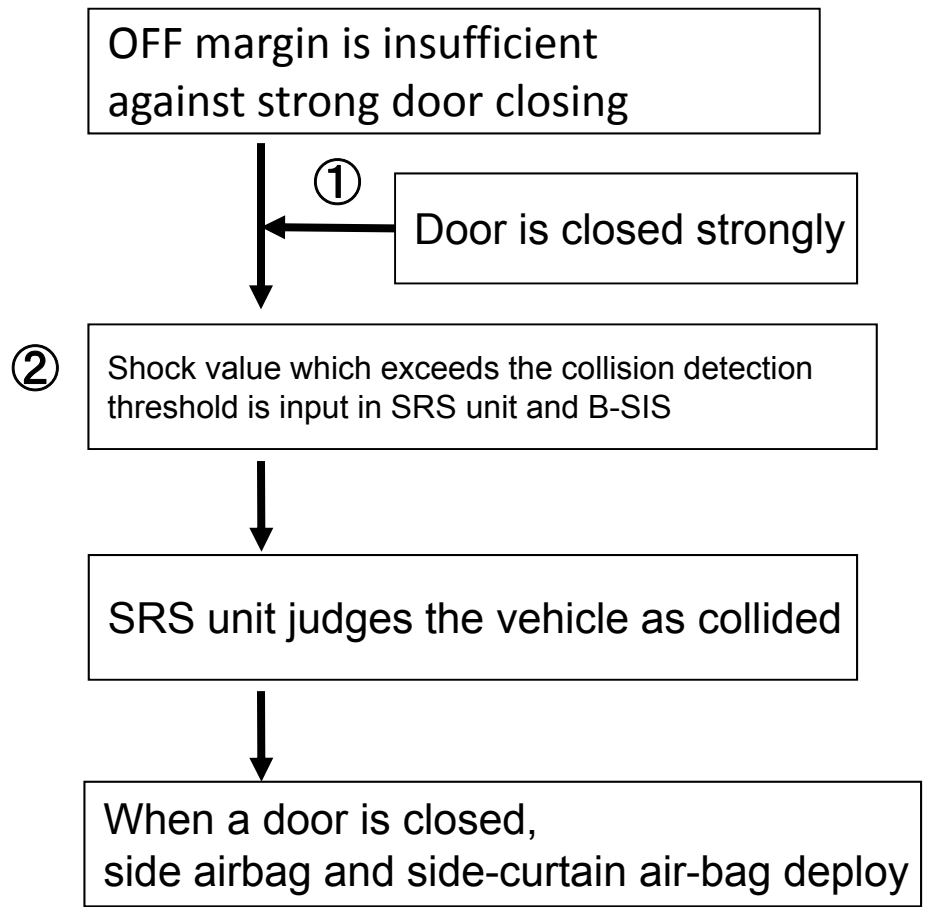 OFF margin is insufficient
against strong door closing
①
Door is closed strongly
②
Shock value which exceeds the collision detection
threshold is input in SRS unit and B-SIS
SRS unit judges the vehicle as collided
When a door is closed,
side airbag and side-curtain air-bag deploy